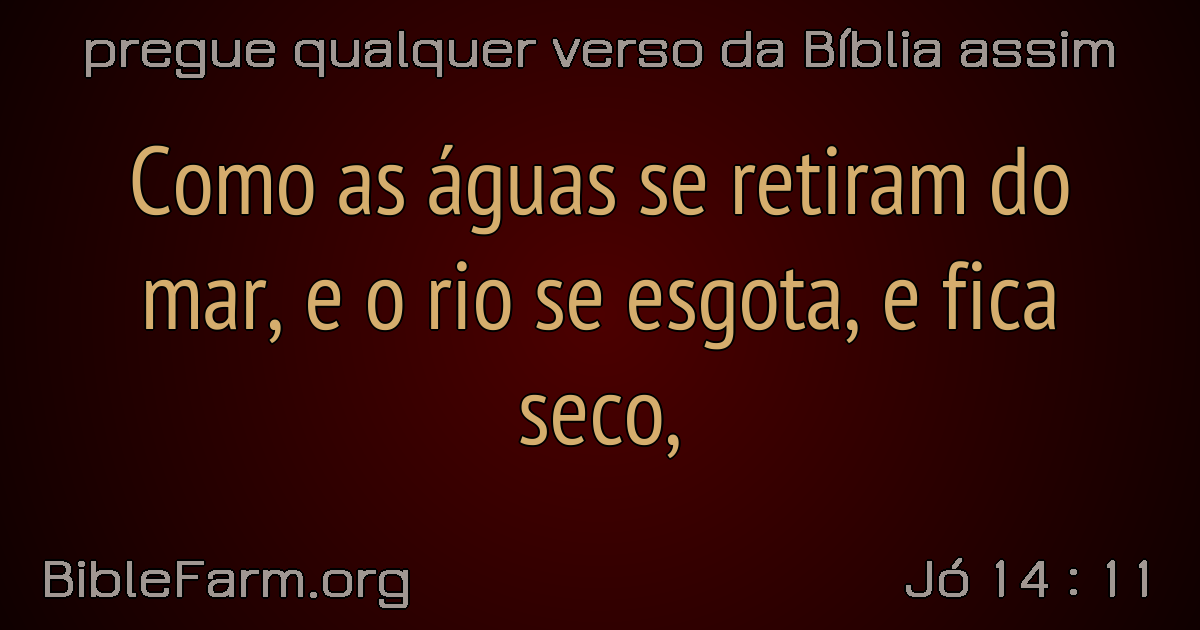 pregue qualquer verso da Bíblia assim
Como as águas se retiram do
mar, e o rio se esgota, e fica
seco,
BibleFarm.org
Jó 14 : 11